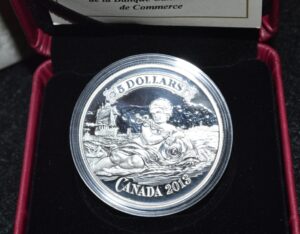 de la Banque
de Commerce
5 DOLLARS
CANADA 2013